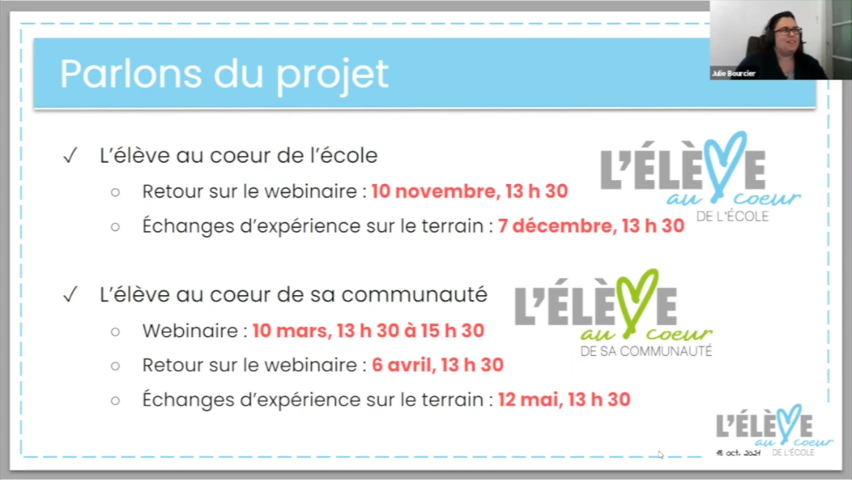 Parlons du projet
Julie Bourcier
✓ L'élève au coeur de l'école
○ Retour sur le webinaire : 10 novembre, 13 h 30
○ Échanges d'expérience sur le terrain : 7 décembre, 13 h 30
L'ÉLÈVE
au coeur
DE L'ÉCOLE
✓ L'élève au coeur de sa communauté
○ Webinaire : 10 mars, 13 h 30 à 15 h 30
○ Retour sur le webinaire : 6 avril, 13 h 30
○ Échanges d'expérience sur le terrain : 12 mai, 13 h 30
L'ÉLÈVE
au coeur
DE SA COMMUNAUTÉ
L'ÉLÈVE
au coeur
DE L'ÉCOLE
oct. 2021